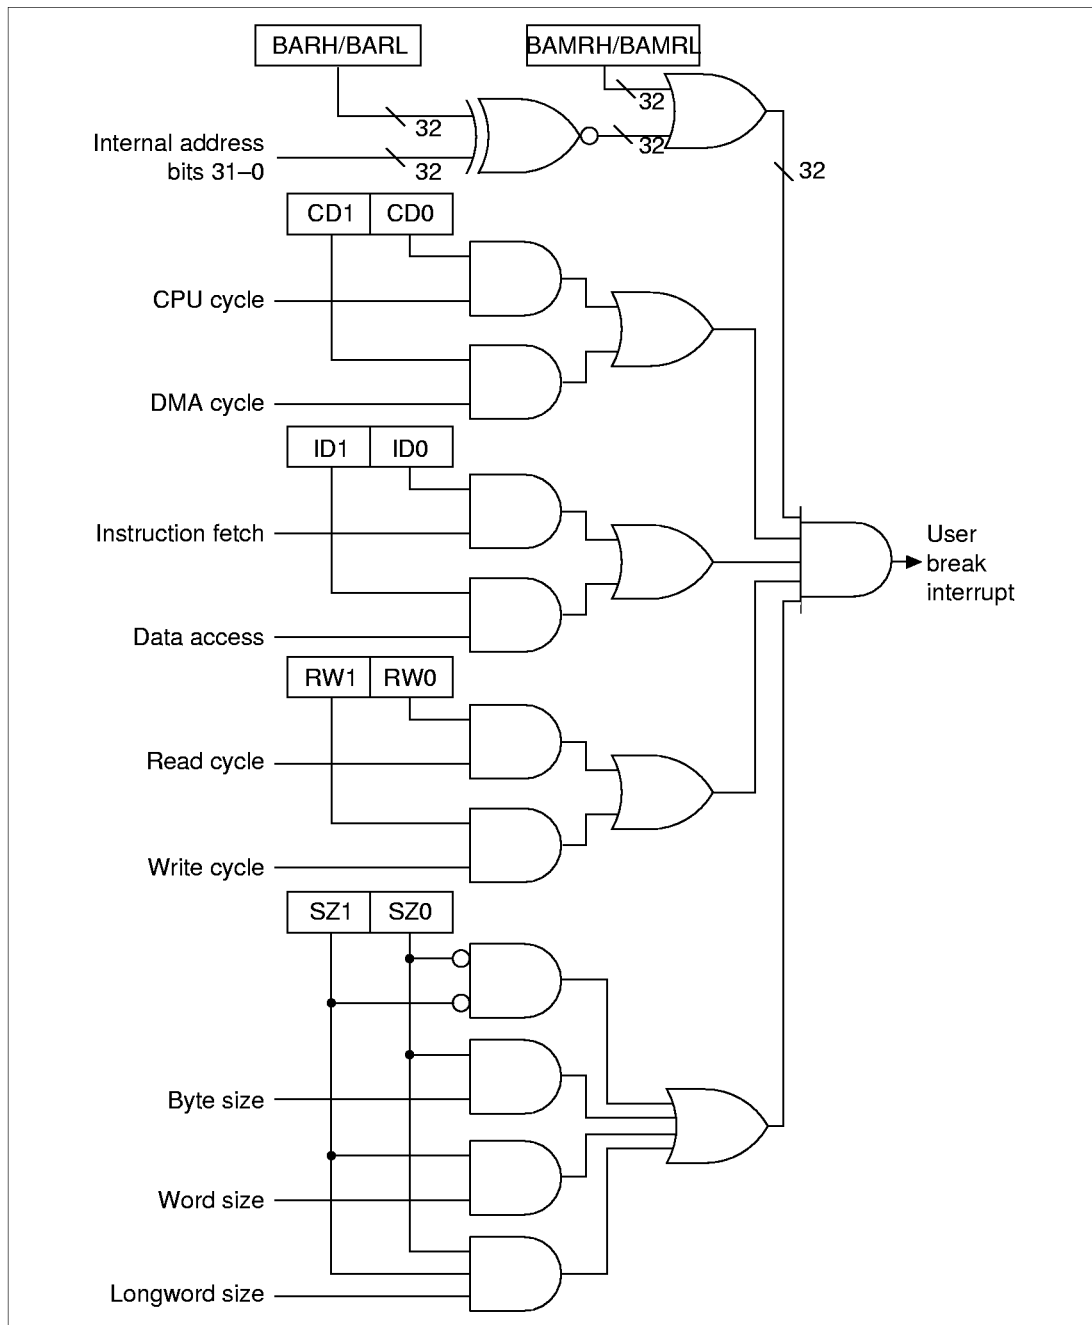 BARH/BARL
BAMRH/BAMRL
32
32
32
Internal address
bits 31–0
32
32
CD1 CD0
CPU cycle
DMA cycle
ID1 ID0
Instruction fetch
User
break
interrupt
Data access
RW1 RW0
Read cycle
Write cycle
SZ1 SZ0
Byte size
Word size
Longword size